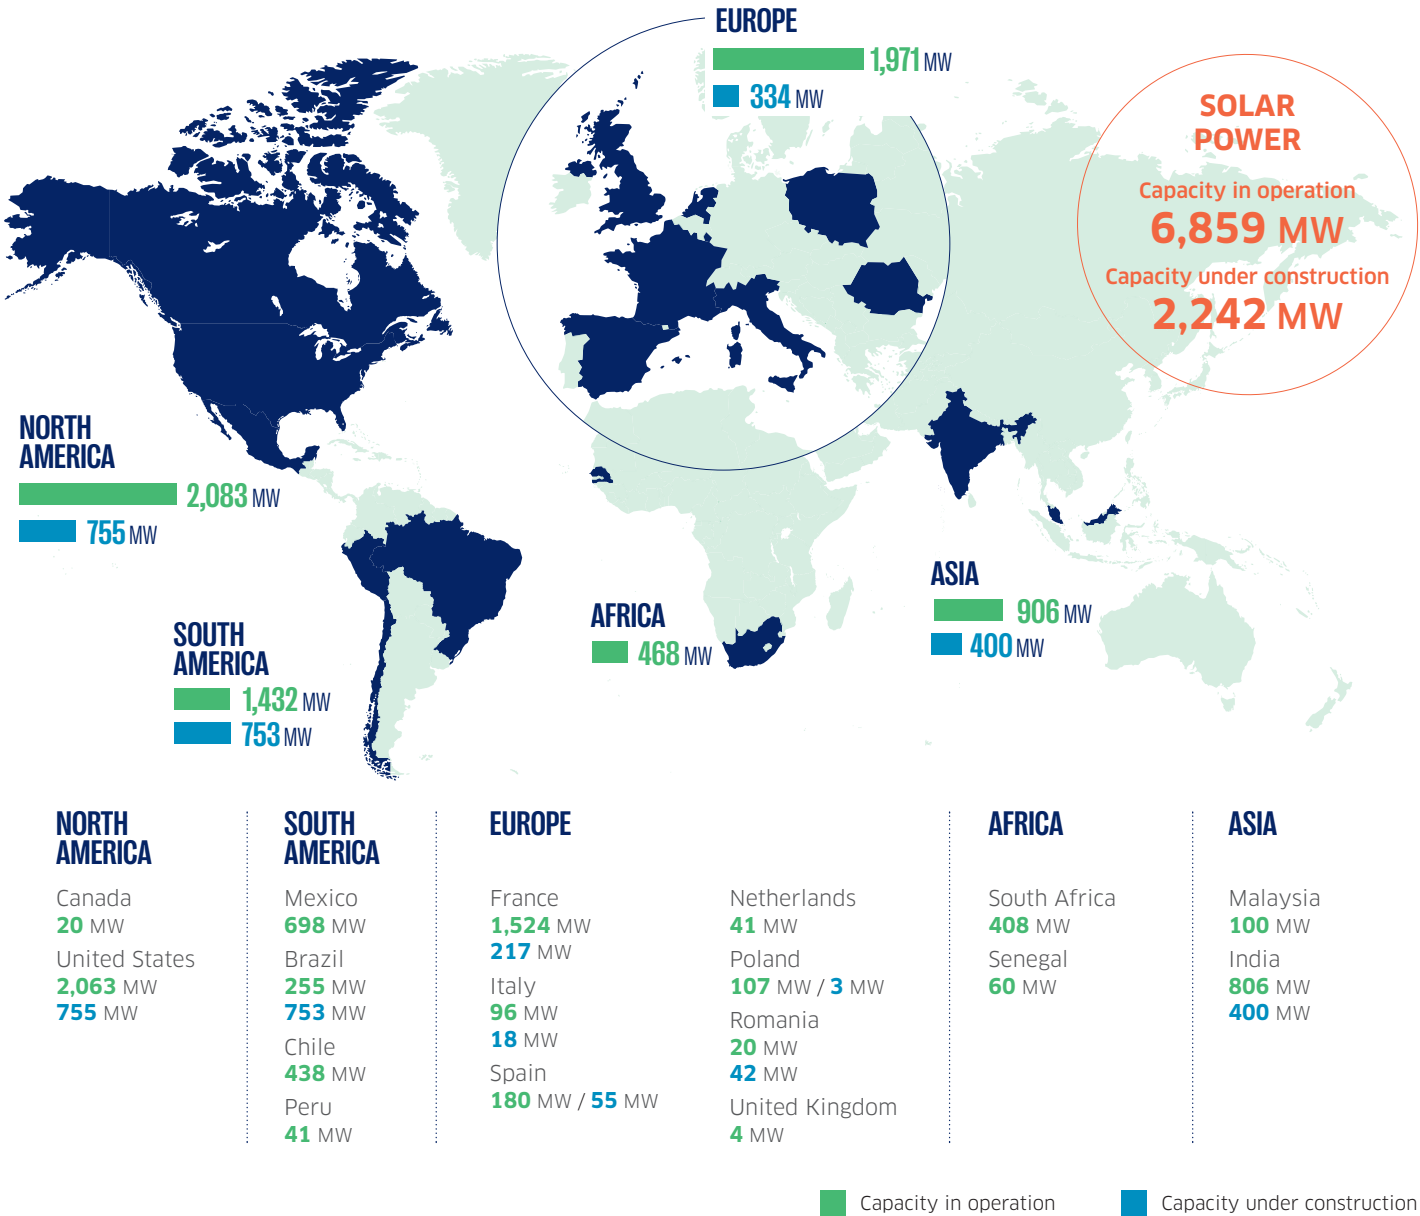 EUROPE
1,971 MW
334 MW
SOLAR
POWER
Capacity in operation
6,859 MW
Capacity under construction
2,242 MW
NORTH
AMERICA
2,083 MW
755 MW
SOUTH
AMERICA
1,432 MW
753 MW
AFRICA
468 MW
ASIA
906 MW
400 MW
NORTH
AMERICA
Canada
20 MW
United States
2,063 MW
755 MW
SOUTH
AMERICA
Mexico
698 MW
Brazil
255 MW
753 MW
Chile
438 MW
Peru
41 MW
EUROPE
France
1,524 MW
217 MW
Italy
96 MW
18 MW
Spain
180 MW / 55 MW
Netherlands
41 MW
Poland
107 MW / 3 MW
Romania
20 MW
42 MW
United Kingdom
4 MW
AFRICA
South Africa
408 MW
Senegal
60 MW
ASIA
Malaysia
100 MW
India
806 MW
400 MW
Capacity in operation
Capacity under construction